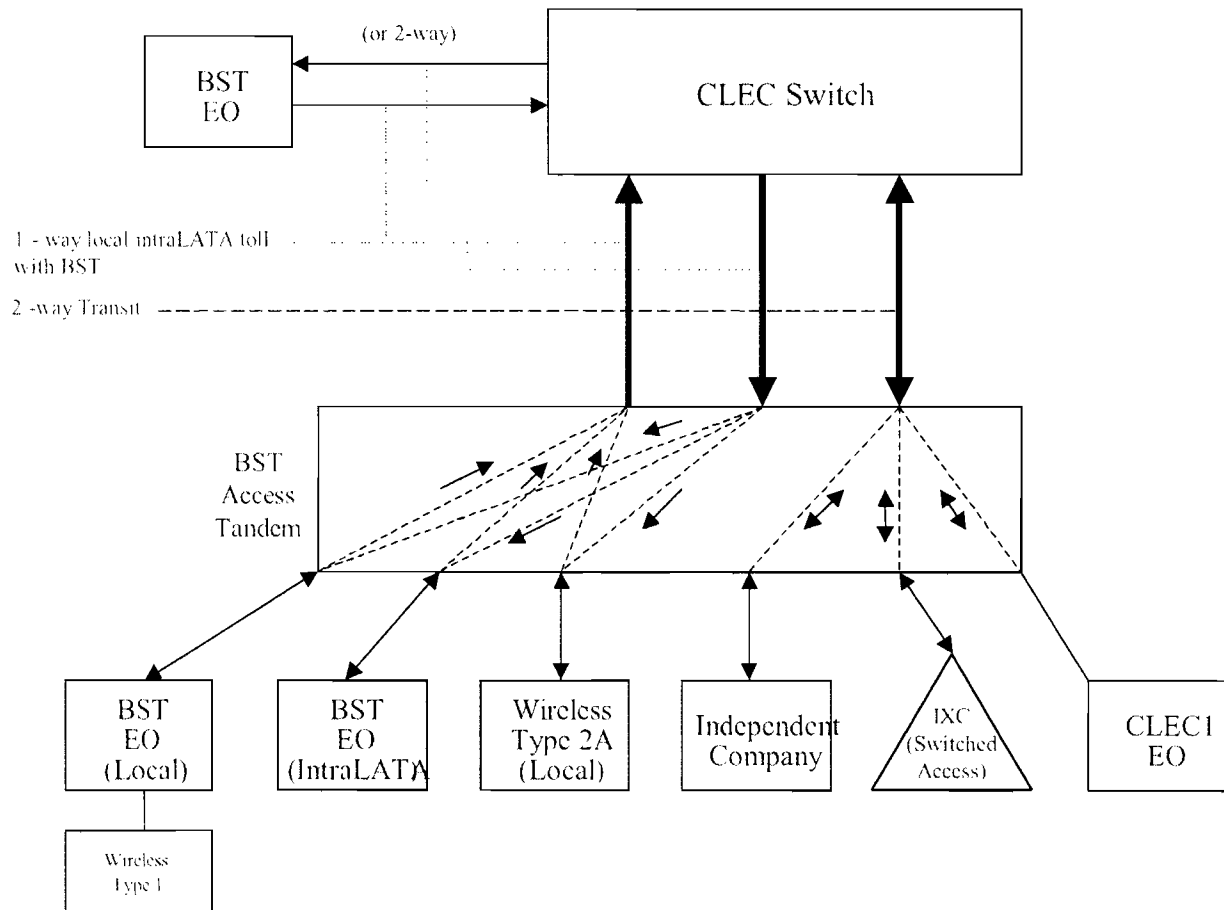 (or 2-way)
BST
EO
CLEC Switch
1 - way local intraLATA toll
with BST
2 -way Transit
BST
Access
Tandem
BST
EO
(Local)
BST
EO
(IntraLATA)
Wireless
Type 2A
(Local)
Independent
Company
IXC
(Switched
Access)
CLEC1
EO
Wireless
Type 1